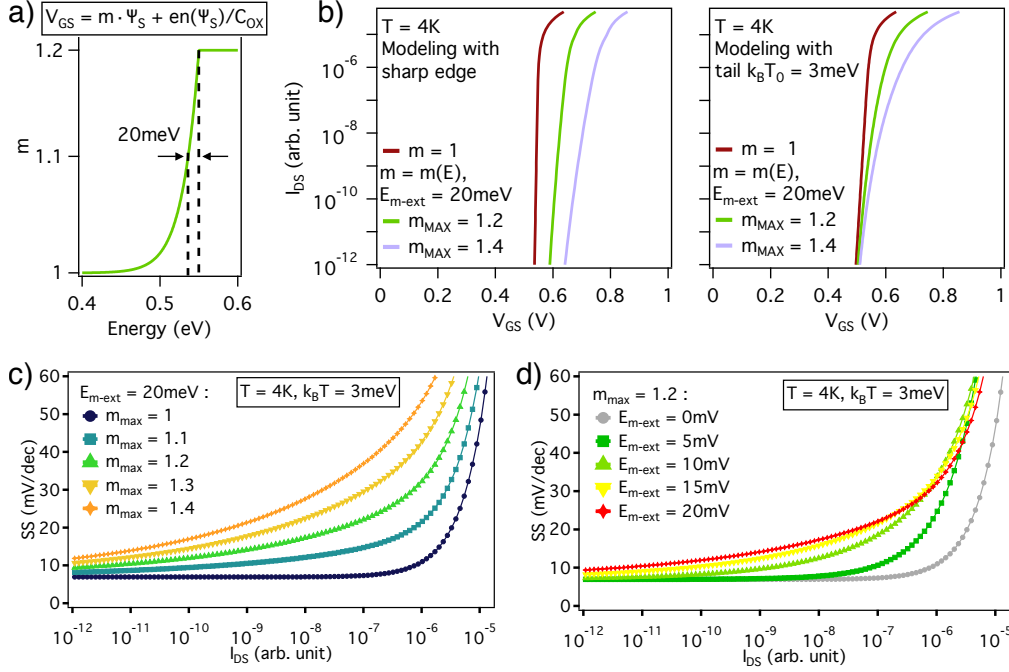 a)
V_GS = m · Ψ_S + en(Ψ_S)/C_OX
1.2
1.1
1
m
20meV
0.4
0.5
0.6
Energy (eV)
b)
T = 4K
Modeling with
sharp edge
m = 1
m = m(E),
E_m-ext = 20meV
m_MAX = 1.2
m_MAX = 1.4
I_DS (arb. unit)
10^-6
10^-8
10^-10
10^-12
0
0.2
0.4
0.6
0.8
1
V_GS (V)
T = 4K
Modeling with
tail k_BT_0 = 3meV
m = 1
m = m(E),
E_m-ext = 20meV
m_MAX = 1.2
m_MAX = 1.4
0
0.2
0.4
0.6
0.8
1
V_GS (V)
c)
E_m-ext = 20meV :
m_max = 1
m_max = 1.1
m_max = 1.2
m_max = 1.3
m_max = 1.4
T = 4K, k_BT = 3meV
SS (mV/dec)
60
50
40
30
20
10
0
10^-12
10^-11
10^-10
10^-9
10^-8
10^-7
10^-6
10^-5
I_DS (arb. unit)
d)
m_max = 1.2 :
E_m-ext = 0mV
E_m-ext = 5mV
E_m-ext = 10mV
E_m-ext = 15mV
E_m-ext = 20mV
T = 4K, k_BT = 3meV
SS (mV/dec)
60
50
40
30
20
10
0
10^-12
10^-11
10^-10
10^-9
10^-8
10^-7
10^-6
10^-5
I_DS (arb. unit)